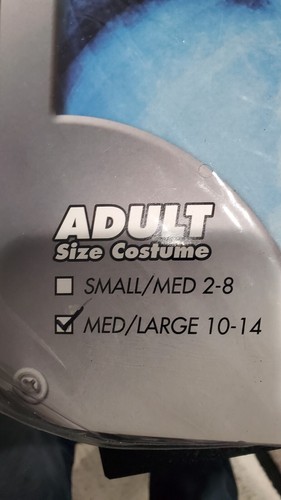 ADULT
Size Costume
SMALL/MED 2-8
MED/LARGE 10-14